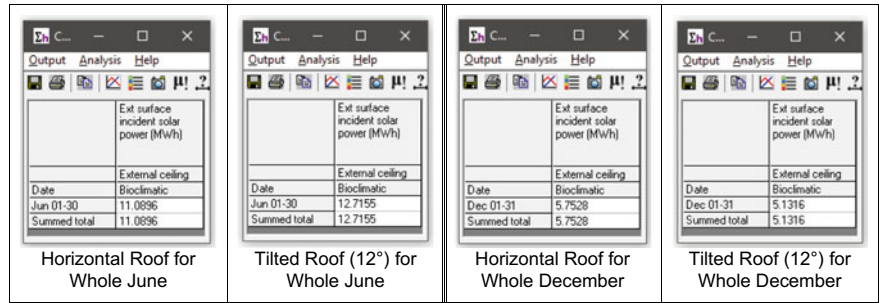 Σh C...
Output Analysis Help
μ! .?.
Ext surface
incident solar
power (MWh)
External ceiling
Date Bioclimatic
Jun 01-30 11.0896
Summed total 11.0896
Horizontal Roof for
Whole June
Σh C...
Output Analysis Help
μ! .?.
Ext surface
incident solar
power (MWh)
External ceiling
Date Bioclimatic
Jun 01-30 12.7155
Summed total 12.7155
Tilted Roof (12°) for
Whole June
Σh C...
Output Analysis Help
μ! .?.
Ext surface
incident solar
power (MWh)
External ceiling
Date Bioclimatic
Dec 01-31 5.7528
Summed total 5.7528
Horizontal Roof for
Whole December
Σh C...
Output Analysis Help
μ! .?.
Ext surface
incident solar
power (MWh)
External ceiling
Date Bioclimatic
Dec 01-31 5.1316
Summed total 5.1316
Tilted Roof (12°) for
Whole December